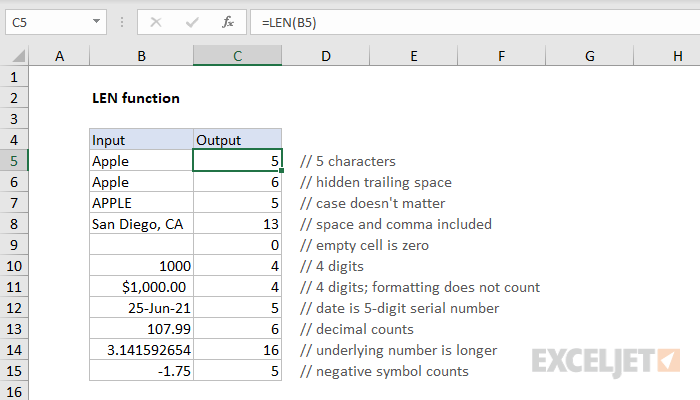 C5 fx =LEN(B5)
A B C D E F G H
1
2 LEN function
3
4 Input Output
5 Apple 5 // 5 characters
6 Apple 6 // hidden trailing space
7 APPLE 5 // case doesn't matter
8 San Diego, CA 13 // space and comma included
9 0 // empty cell is zero
10 1000 4 // 4 digits
11 $1,000.00 4 // 4 digits; formatting does not count
12 25-Jun-21 5 // date is 5-digit serial number
13 107.99 6 // decimal counts
14 3.141592654 16 // underlying number is longer
15 -1.75 5 // negative symbol counts
16
EXCELJET